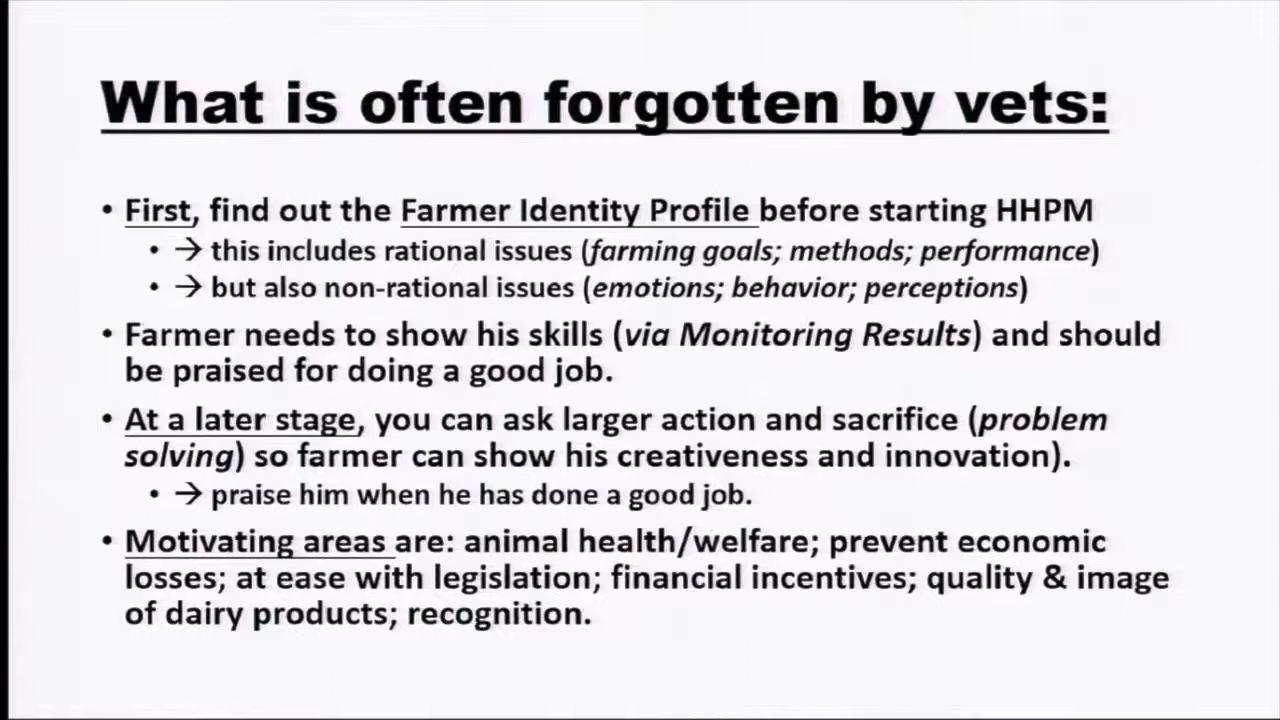 What is often forgotten by vets:
• First, find out the Farmer Identity Profile before starting HHPM
• → this includes rational issues (farming goals; methods; performance)
• → but also non-rational issues (emotions; behavior; perceptions)
• Farmer needs to show his skills (via Monitoring Results) and should
be praised for doing a good job.
• At a later stage, you can ask larger action and sacrifice (problem
solving) so farmer can show his creativeness and innovation).
• → praise him when he has done a good job.
• Motivating areas are: animal health/welfare; prevent economic
losses; at ease with legislation; financial incentives; quality & image
of dairy products; recognition.